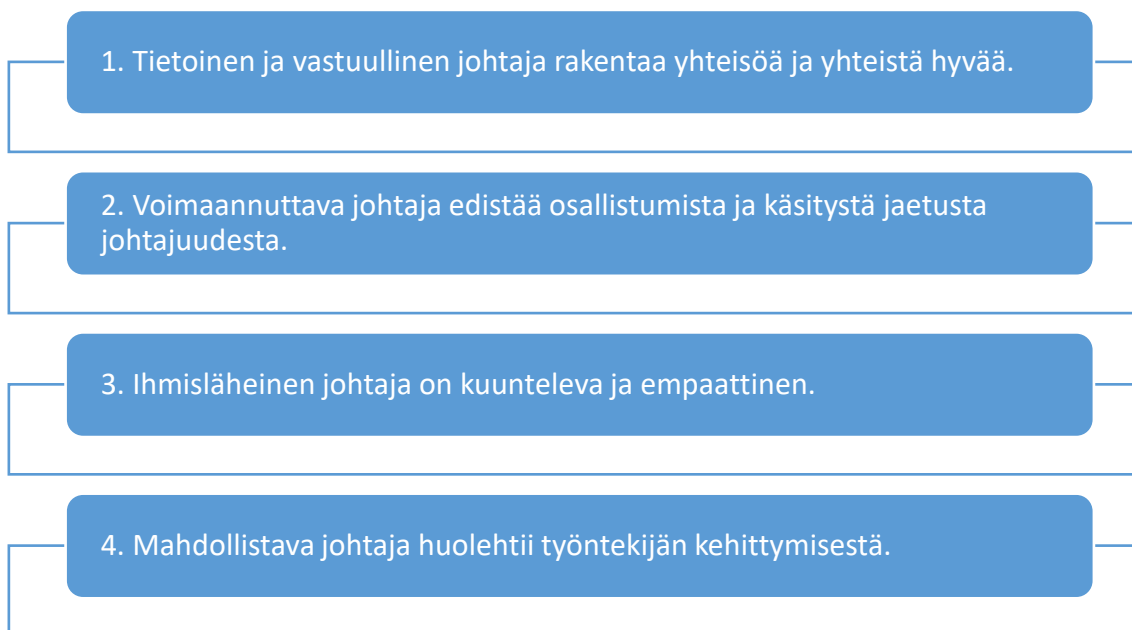 1. Tietoinen ja vastuullinen johtaja rakentaa yhteisöä ja yhteistä hyvää.
2. Voimaannuttava johtaja edistää osallistumista ja käsitystä jaetusta
johtajuudesta.
3. Ihmisläheinen johtaja on kuunteleva ja empaattinen.
4. Mahdollistava johtaja huolehtii työntekijän kehittymisestä.